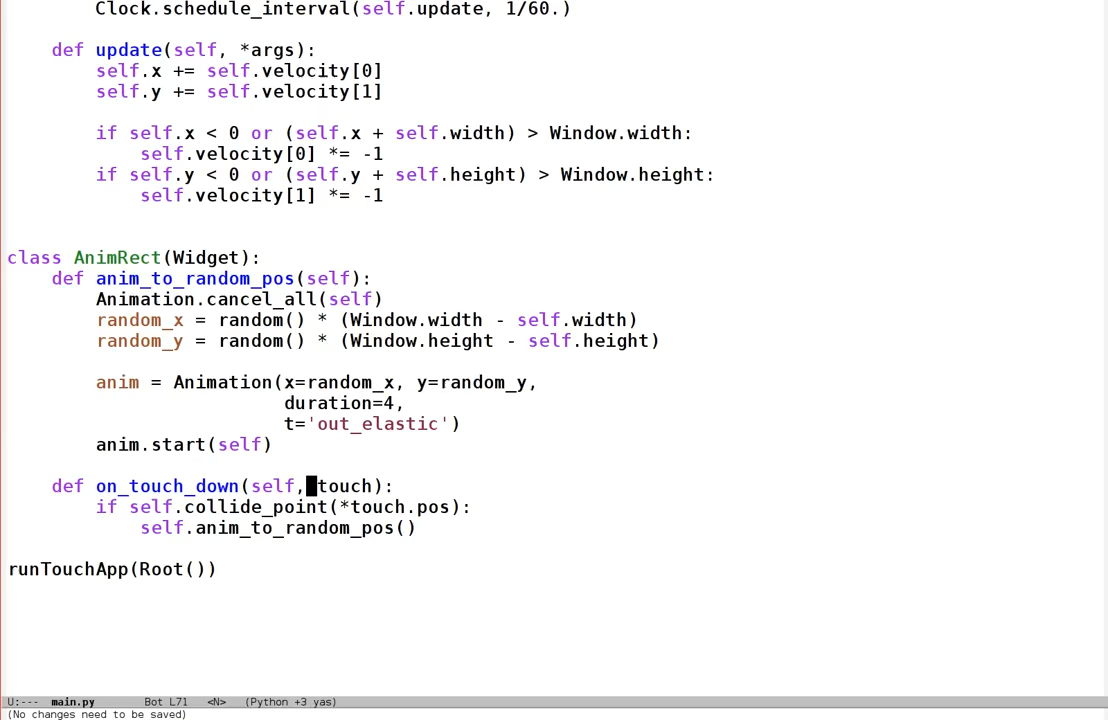 Clock.schedule_interval(self.update, 1/60.)
def update(self, *args):
self.x += self.velocity[0]
self.y += self.velocity[1]
if self.x < 0 or (self.x + self.width) > Window.width:
self.velocity[0] *= -1
if self.y < 0 or (self.y + self.height) > Window.height:
self.velocity[1] *= -1
class AnimRect(Widget):
def anim_to_random_pos(self):
Animation.cancel_all(self)
random_x = random() * (Window.width - self.width)
random_y = random() * (Window.height - self.height)
anim = Animation(x=random_x, y=random_y,
duration=4,
t='out_elastic')
anim.start(self)
def on_touch_down(self, touch):
if self.collide_point(*touch.pos):
self.anim_to_random_pos()
runTouchApp(Root())
U:--- main.py Bot L71 <N> (Python +3 yas)
(No changes need to be saved)